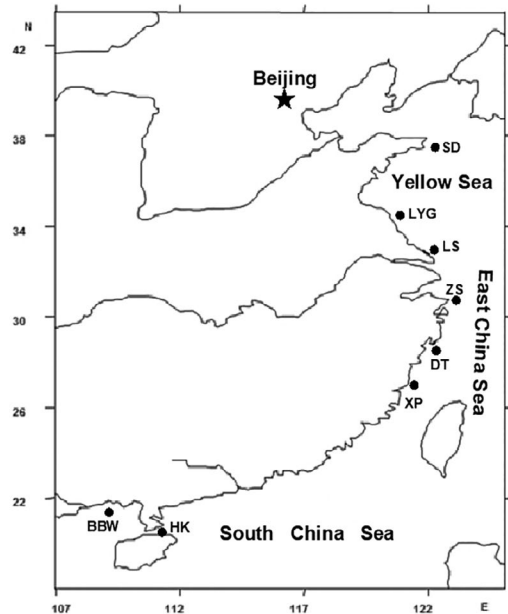 N
42
Beijing
38
SD
Yellow Sea
LYG
34
LS
ZS
East China Sea
30
DT
XP
26
22
BBW
HK
South China Sea
107
112
117
122
E